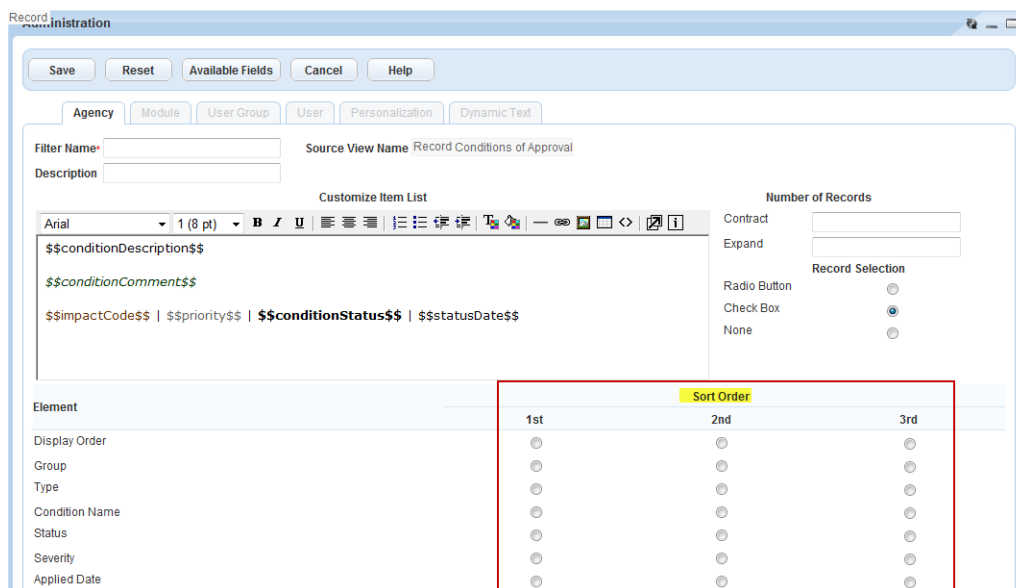 Record
Administration
Save Reset Available Fields Cancel Help
Agency Module User Group User Personalization Dynamic Text
Filter Name* Source View Name Record Conditions of Approval
Description
Customize Item List Number of Records
Arial 1 (8 pt) B I U Contract
$$conditionDescription$$ Expand
$$conditionComment$$ Record Selection
Radio Button
$$impactCode$$ | $$priority$$ | $$conditionStatus$$ | $$statusDate$$ Check Box
None
Sort Order
Element
1st 2nd 3rd
Display Order
Group
Type
Condition Name
Status
Severity
Applied Date